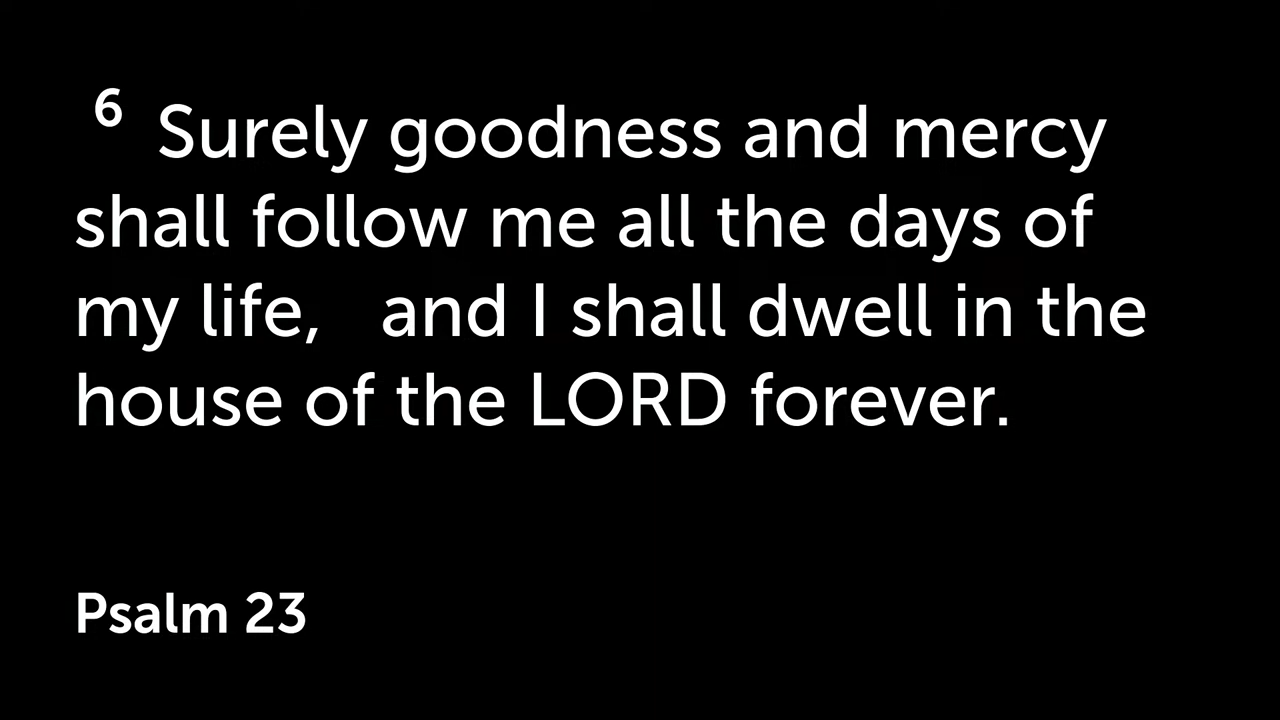 6 Surely goodness and mercy
shall follow me all the days of
my life, and I shall dwell in the
house of the LORD forever.
Psalm 23